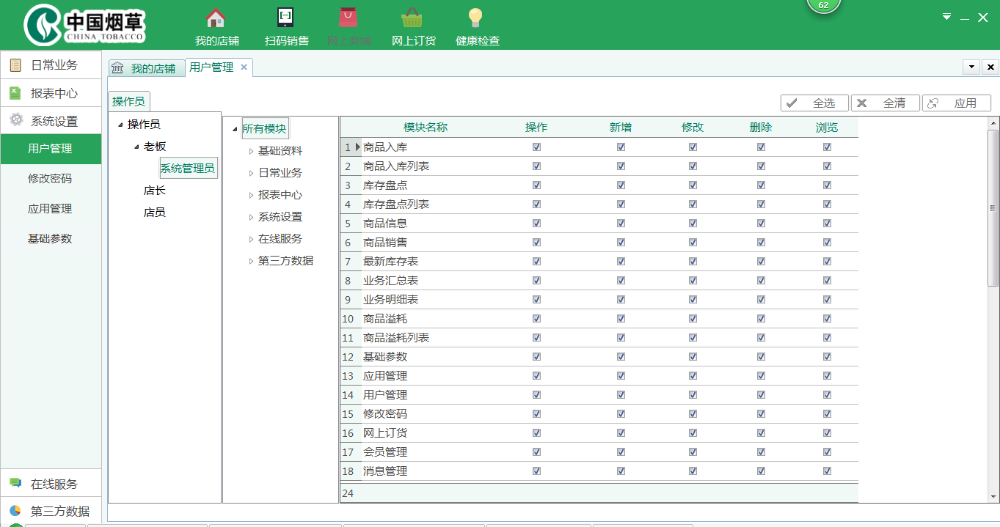 62
中国烟草
CHINA TOBACCO
我的店铺 扫码销售 网上商城 网上订货 健康检查
日常业务
报表中心
系统设置
用户管理
修改密码
应用管理
基础参数
在线服务
第三方数据
我的店铺 用户管理
操作员
全选 全清 应用
操作员
老板
系统管理员
店长
店员
所有模块
基础资料
日常业务
报表中心
系统设置
在线服务
第三方数据
模块名称 操作 新增 修改 删除 浏览
1 商品入库
2 商品入库列表
3 库存盘点
4 库存盘点列表
5 商品信息
6 商品销售
7 最新库存表
8 业务汇总表
9 业务明细表
10 商品溢耗
11 商品溢耗列表
12 基础参数
13 应用管理
14 用户管理
15 修改密码
16 网上订货
17 会员管理
18 消息管理
24